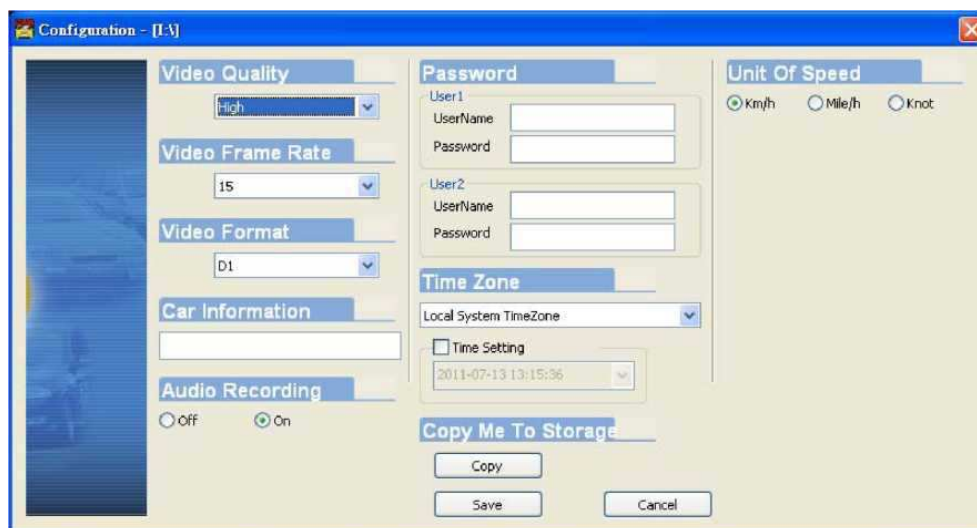 Configuration - [I:\]
Video Quality
High
Video Frame Rate
15
Video Format
D1
Car Information
Audio Recording
Off On
Password
User1
UserName
Password
User2
UserName
Password
Time Zone
Local System TimeZone
Time Setting
2011-07-13 13:15:36
Copy Me To Storage
Copy
Save Cancel
Unit Of Speed
Km/h Mile/h Knot